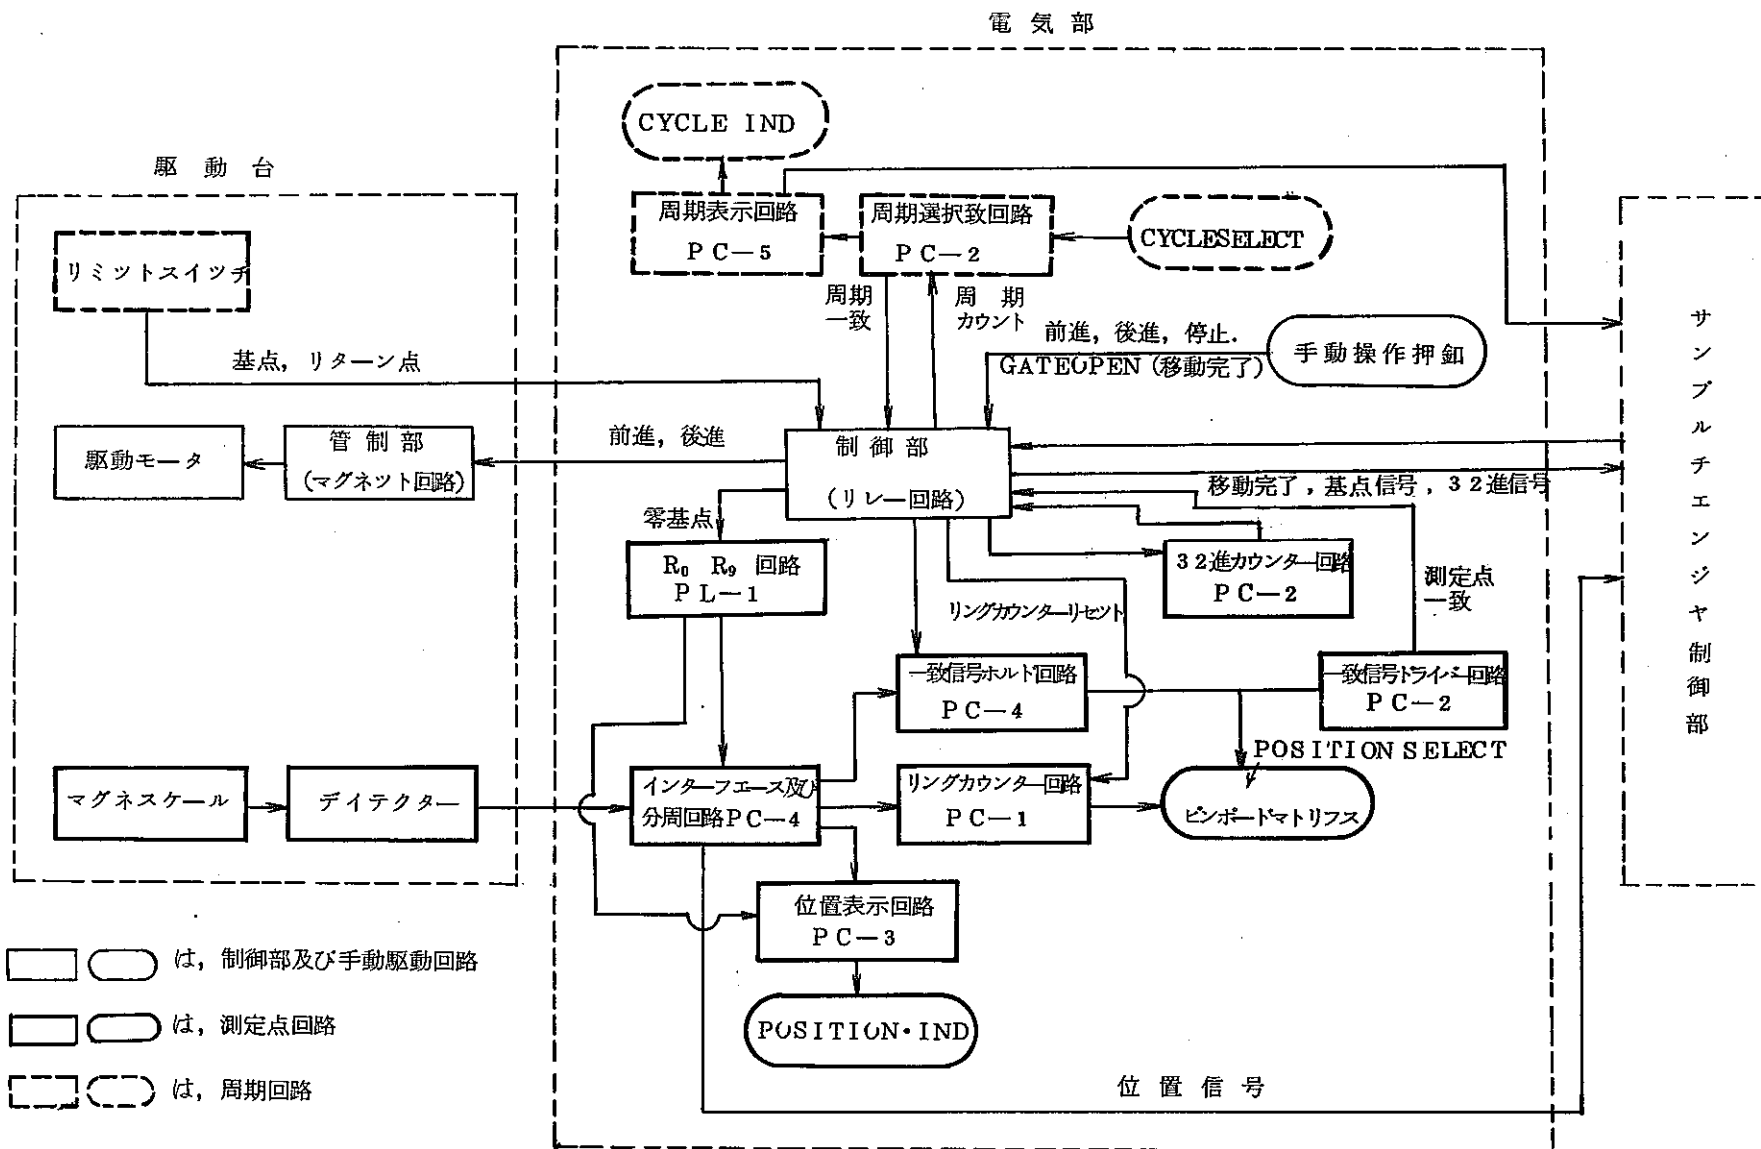 電気部
CYCLE IND
駆動台
周期表示回路
PC-5
周期選択致回路
PC-2
CYCLESELECT
リミットスイッチ
周期
一致
周期
カウント
前進，後進，停止．
GATEOPEN（移動完了）
手動操作押釦
基点，リターン点
サンプルチエンジヤ制御部
駆動モータ
管制部
（マグネット回路）
前進，後進
制御部
（リレー回路）
移動完了，基点信号，32進信号
零基点
R₀ R₉ 回路
PL-1
32進カウンター回路
PC-2
測定点
一致
リングカウンターリセット
一致信号ホルド回路
PC-4
一致信号ドライバー回路
PC-2
POSITION SELECT
マグネスケール
デイテクター
インターフエース及び
分周回路PC-4
リングカウンター回路
PC-1
ピンボードマトリフス
位置表示回路
PC-3
は，制御部及び手動駆動回路
は，測定点回路
POSITION・IND
は，周期回路
位置信号